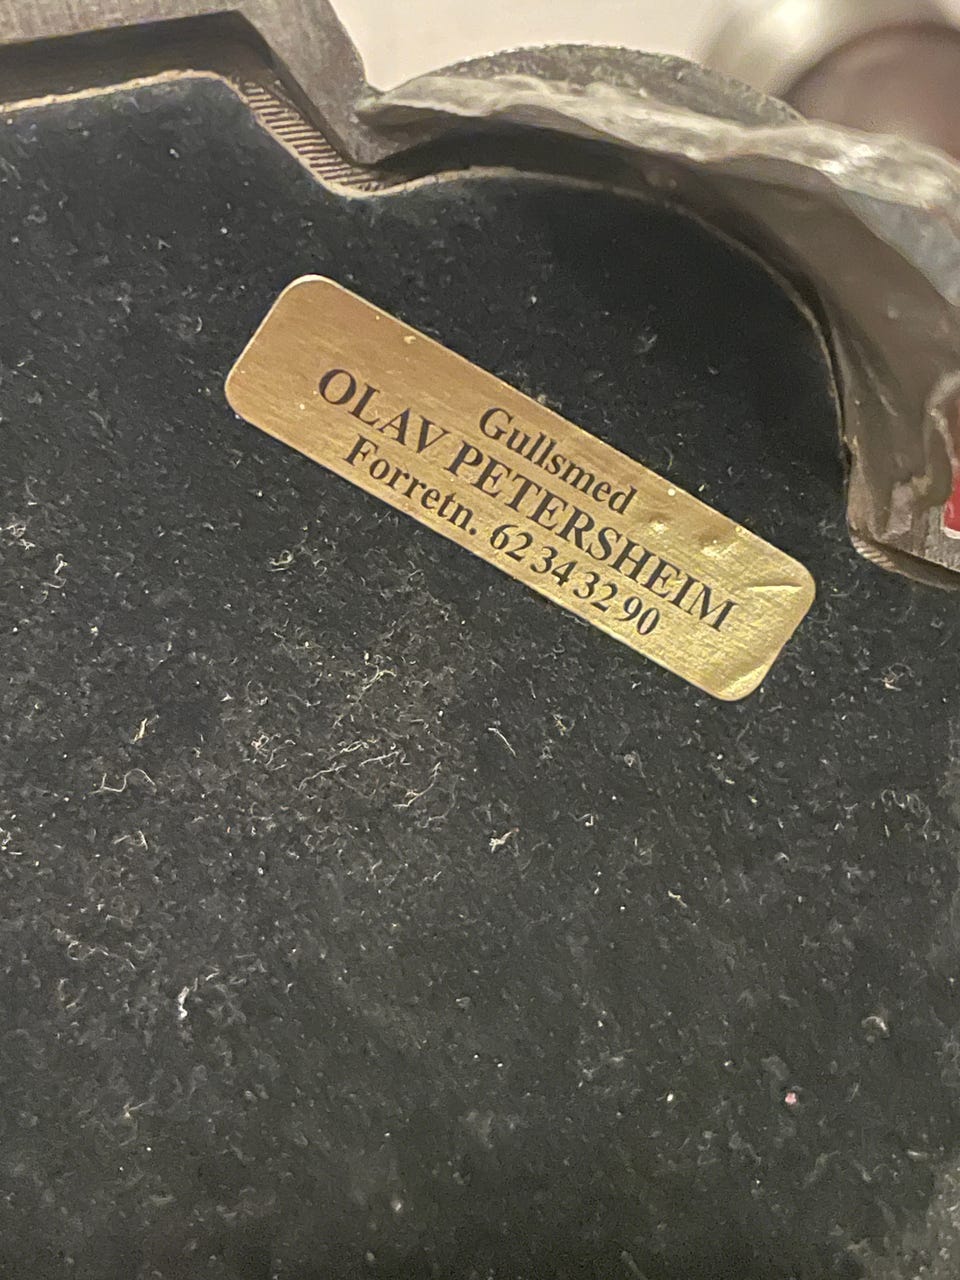 Gullsmed
OLAV PETERSHEIM
Forretn. 62 34 32 90